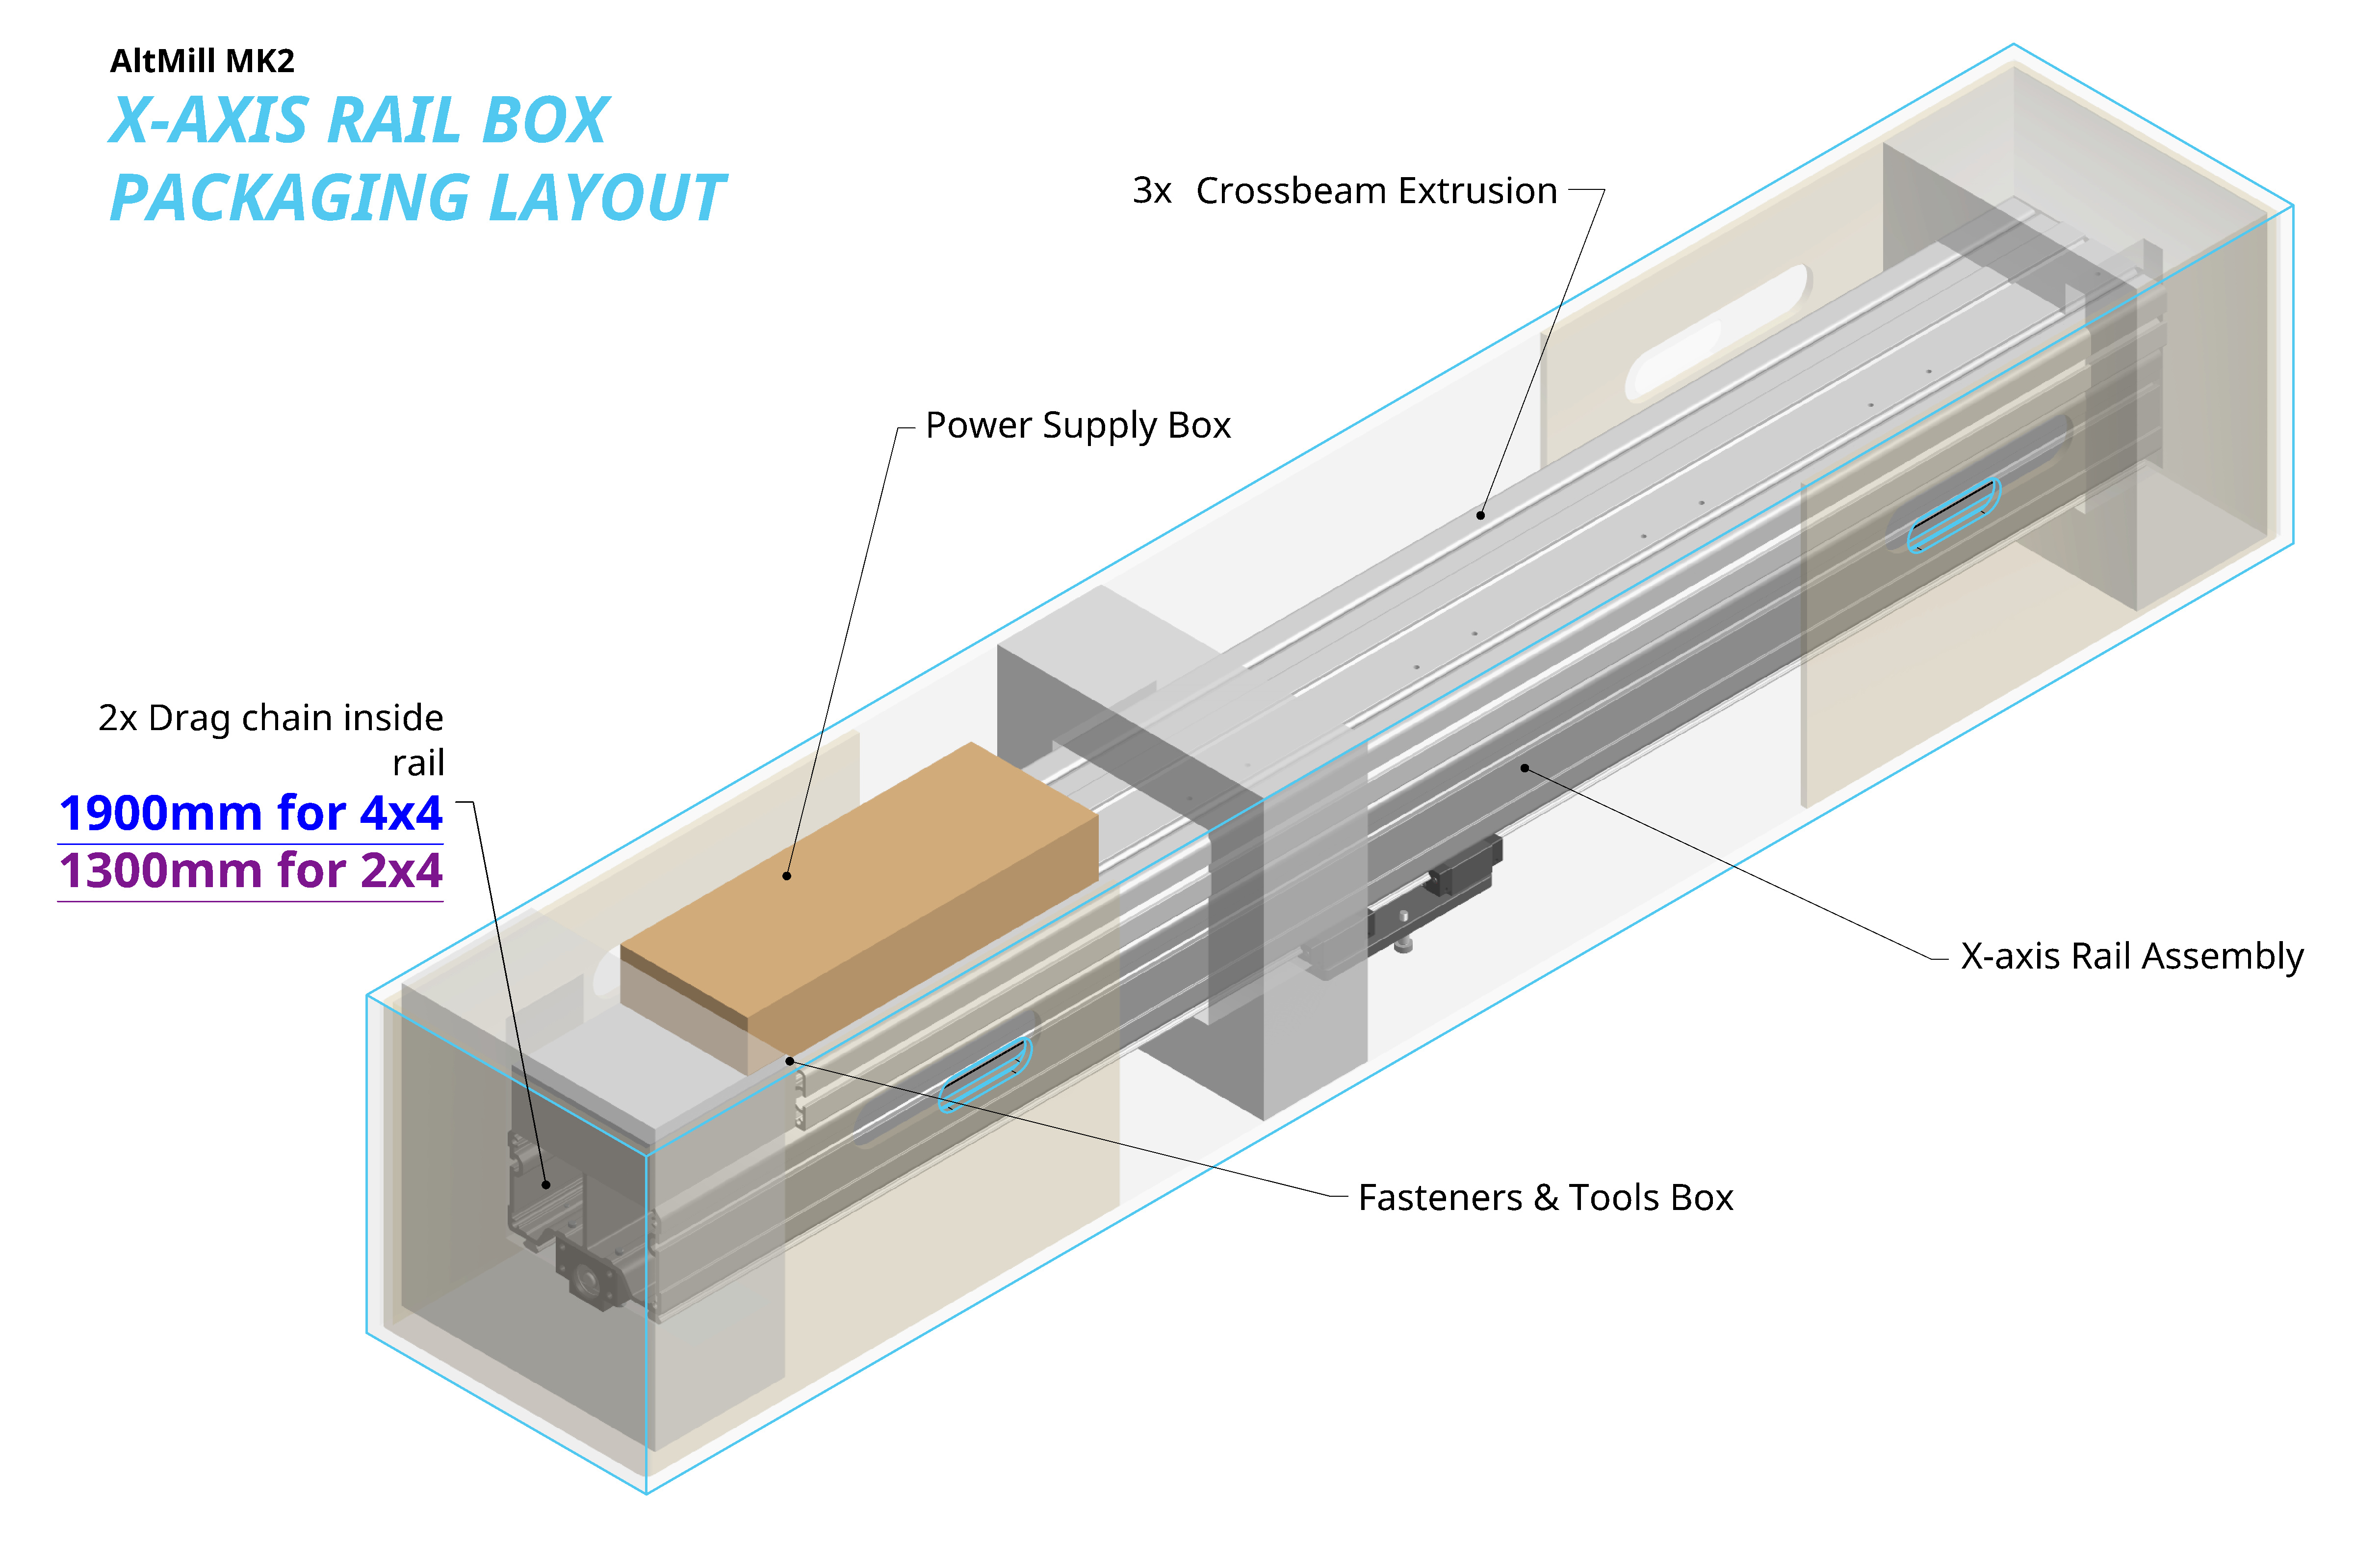 AltMill MK2
X-AXIS RAIL BOX
PACKAGING LAYOUT
3x Crossbeam Extrusion
Power Supply Box
2x Drag chain inside
rail
1900mm for 4x4
1300mm for 2x4
X-axis Rail Assembly
Fasteners & Tools Box